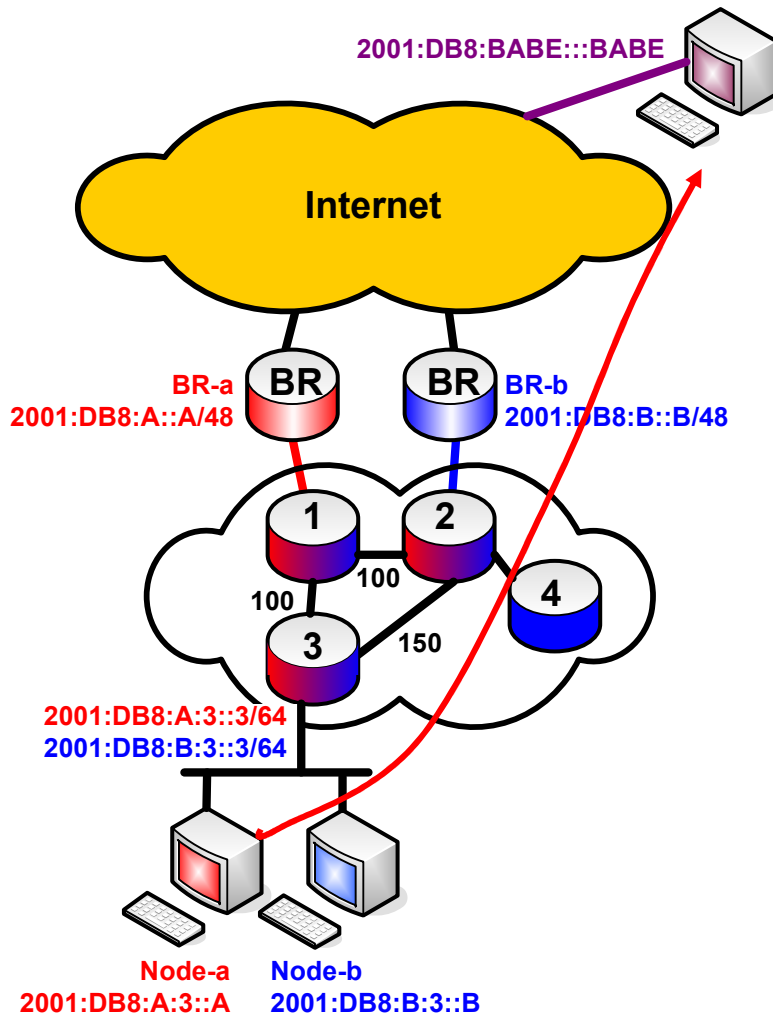 2001:DB8:BABE:::BABE
Internet
BR
BR
BR-a
2001:DB8:A::A/48
BR-b
2001:DB8:B::B/48
1
2
100
100
4
3
150
2001:DB8:A:3::3/64
2001:DB8:B:3::3/64
Node-a
2001:DB8:A:3::A
Node-b
2001:DB8:B:3::B